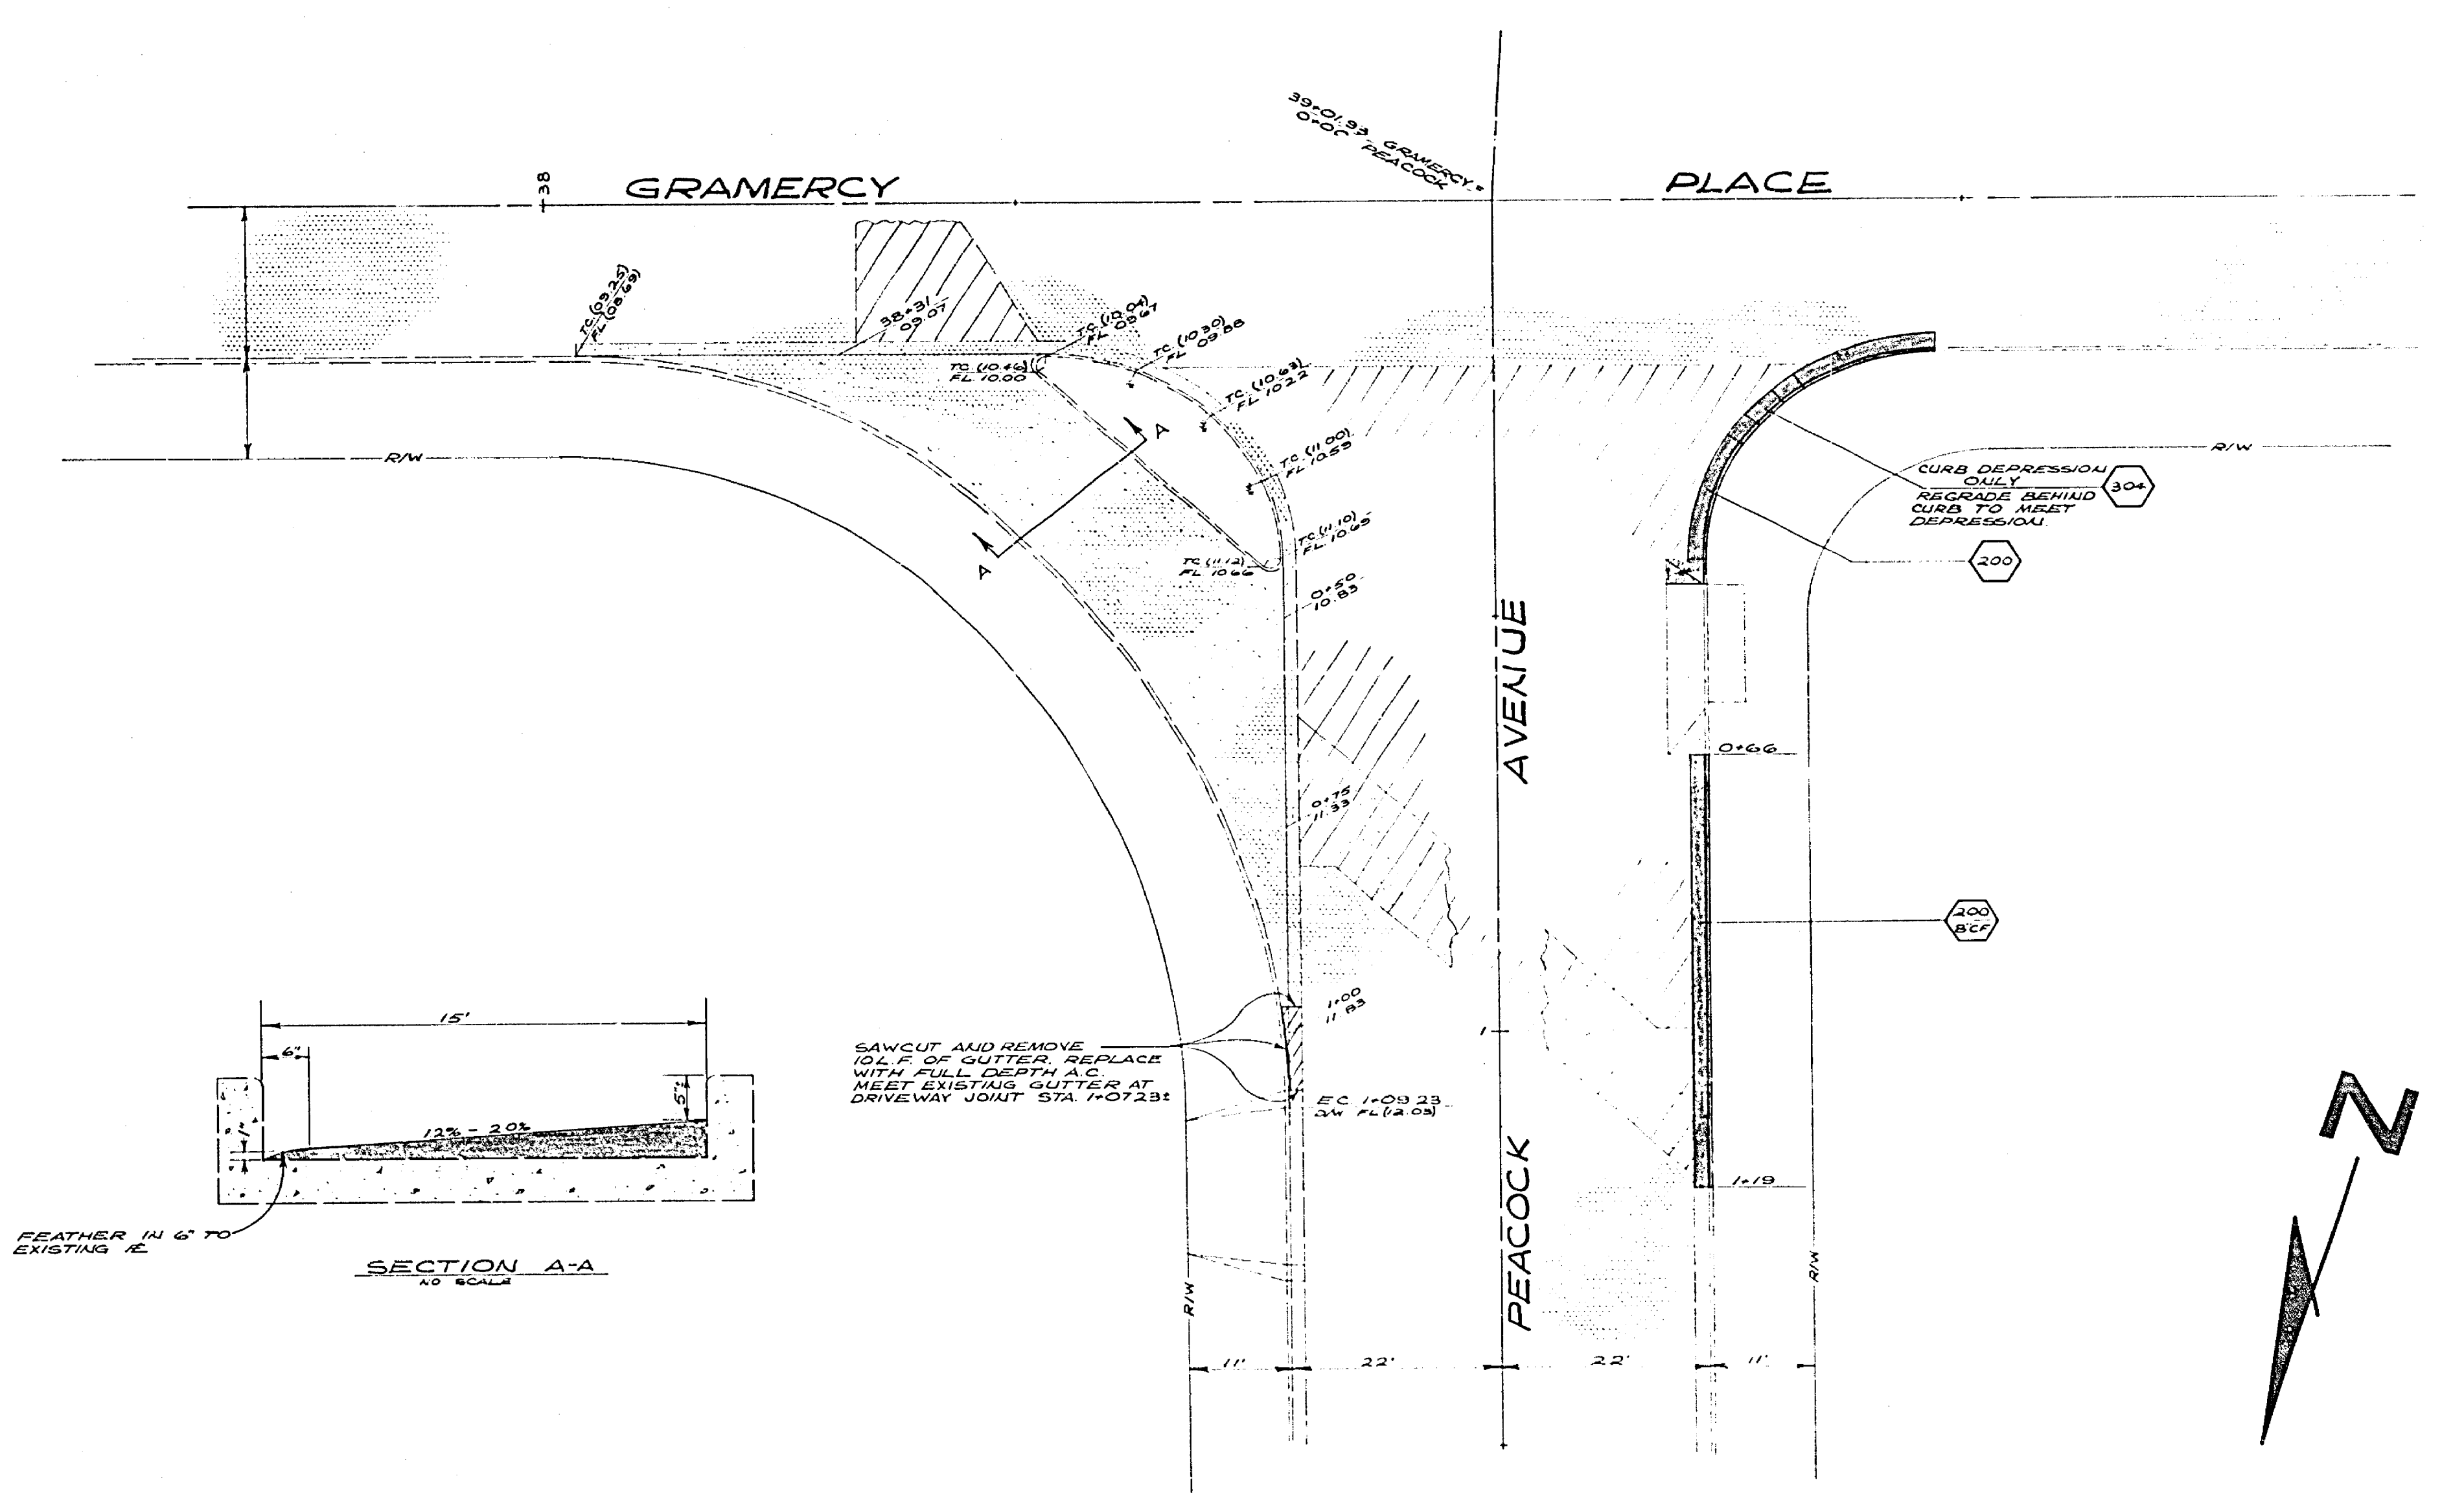 39+01.93 GRAMERCY =
0+00 PEACOCK
38
GRAMERCY
PLACE
TC (09.25)
FL (08.69)
38+31
09.07
TC (10.04)
FL 09.67
TC (10.30)
FL 09.88
TC (10.46)
FL 10.00
TC (10.63)
FL 10.22
TC (11.00)
FL 10.59
TC (11.10)
FL 10.65
TC (11.12)
FL 10.66
A
A
R/W
R/W
CURB DEPRESSION
ONLY
REGRADE BEHIND
CURB TO MEET
DEPRESSION.
304
200
0+50
10.83
AVENUE
0+66
0+75
11.33
200
BCF
1+00
11.83
1
SAWCUT AND REMOVE
10 L.F. OF GUTTER. REPLACE
WITH FULL DEPTH A.C.
MEET EXISTING GUTTER AT
DRIVEWAY JOINT STA. 1+07.23±
EC 1+09.23
D/W FL (12.03)
1+19
PEACOCK
R/W
R/W
11'
22'
22'
11'
15'
6"
5"±
1"
12% - 20%
FEATHER IN 6" TO
EXISTING
SECTION A-A
NO SCALE
N